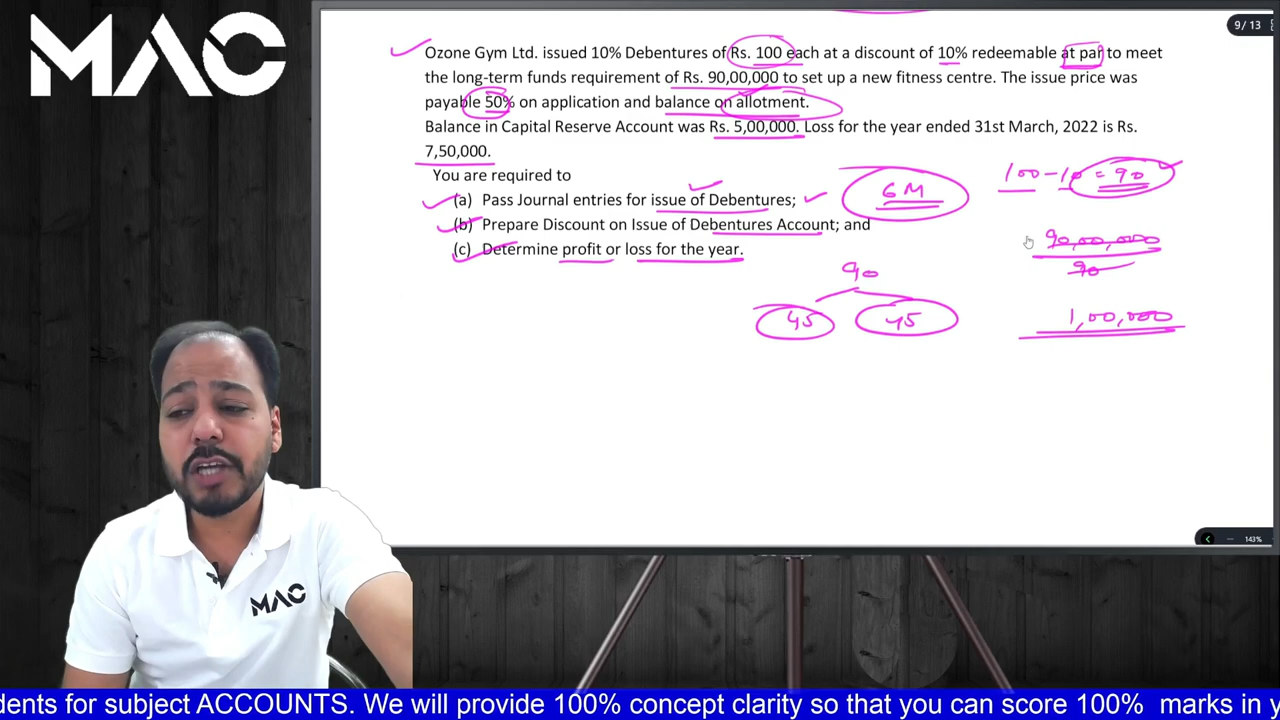 MAC
9/13
Ozone Gym Ltd. issued 10% Debentures of Rs. 100 each at a discount of 10% redeemable at par to meet
the long-term funds requirement of Rs. 90,00,000 to set up a new fitness centre. The issue price was
payable 50% on application and balance on allotment.
Balance in Capital Reserve Account was Rs. 5,00,000. Loss for the year ended 31st March, 2022 is Rs.
7,50,000.
You are required to
(a) Pass Journal entries for issue of Debentures;
(b) Prepare Discount on Issue of Debentures Account; and
(c) Determine profit or loss for the year.
6M
100-10=90
90,00,000
90
1,00,000
90
45 45
143%
MAC
dents for subject ACCOUNTS. We will provide 100% concept clarity so that you can score 100% marks in y